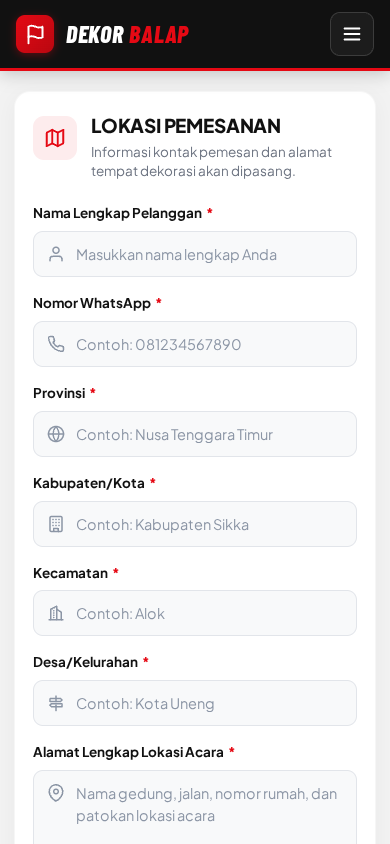 DEKOR BALAP
LOKASI PEMESANAN
Informasi kontak pemesan dan alamat
tempat dekorasi akan dipasang.
Nama Lengkap Pelanggan *
Masukkan nama lengkap Anda
Nomor WhatsApp *
Contoh: 081234567890
Provinsi *
Contoh: Nusa Tenggara Timur
Kabupaten/Kota *
Contoh: Kabupaten Sikka
Kecamatan *
Contoh: Alok
Desa/Kelurahan *
Contoh: Kota Uneng
Alamat Lengkap Lokasi Acara *
Nama gedung, jalan, nomor rumah, dan
patokan lokasi acara